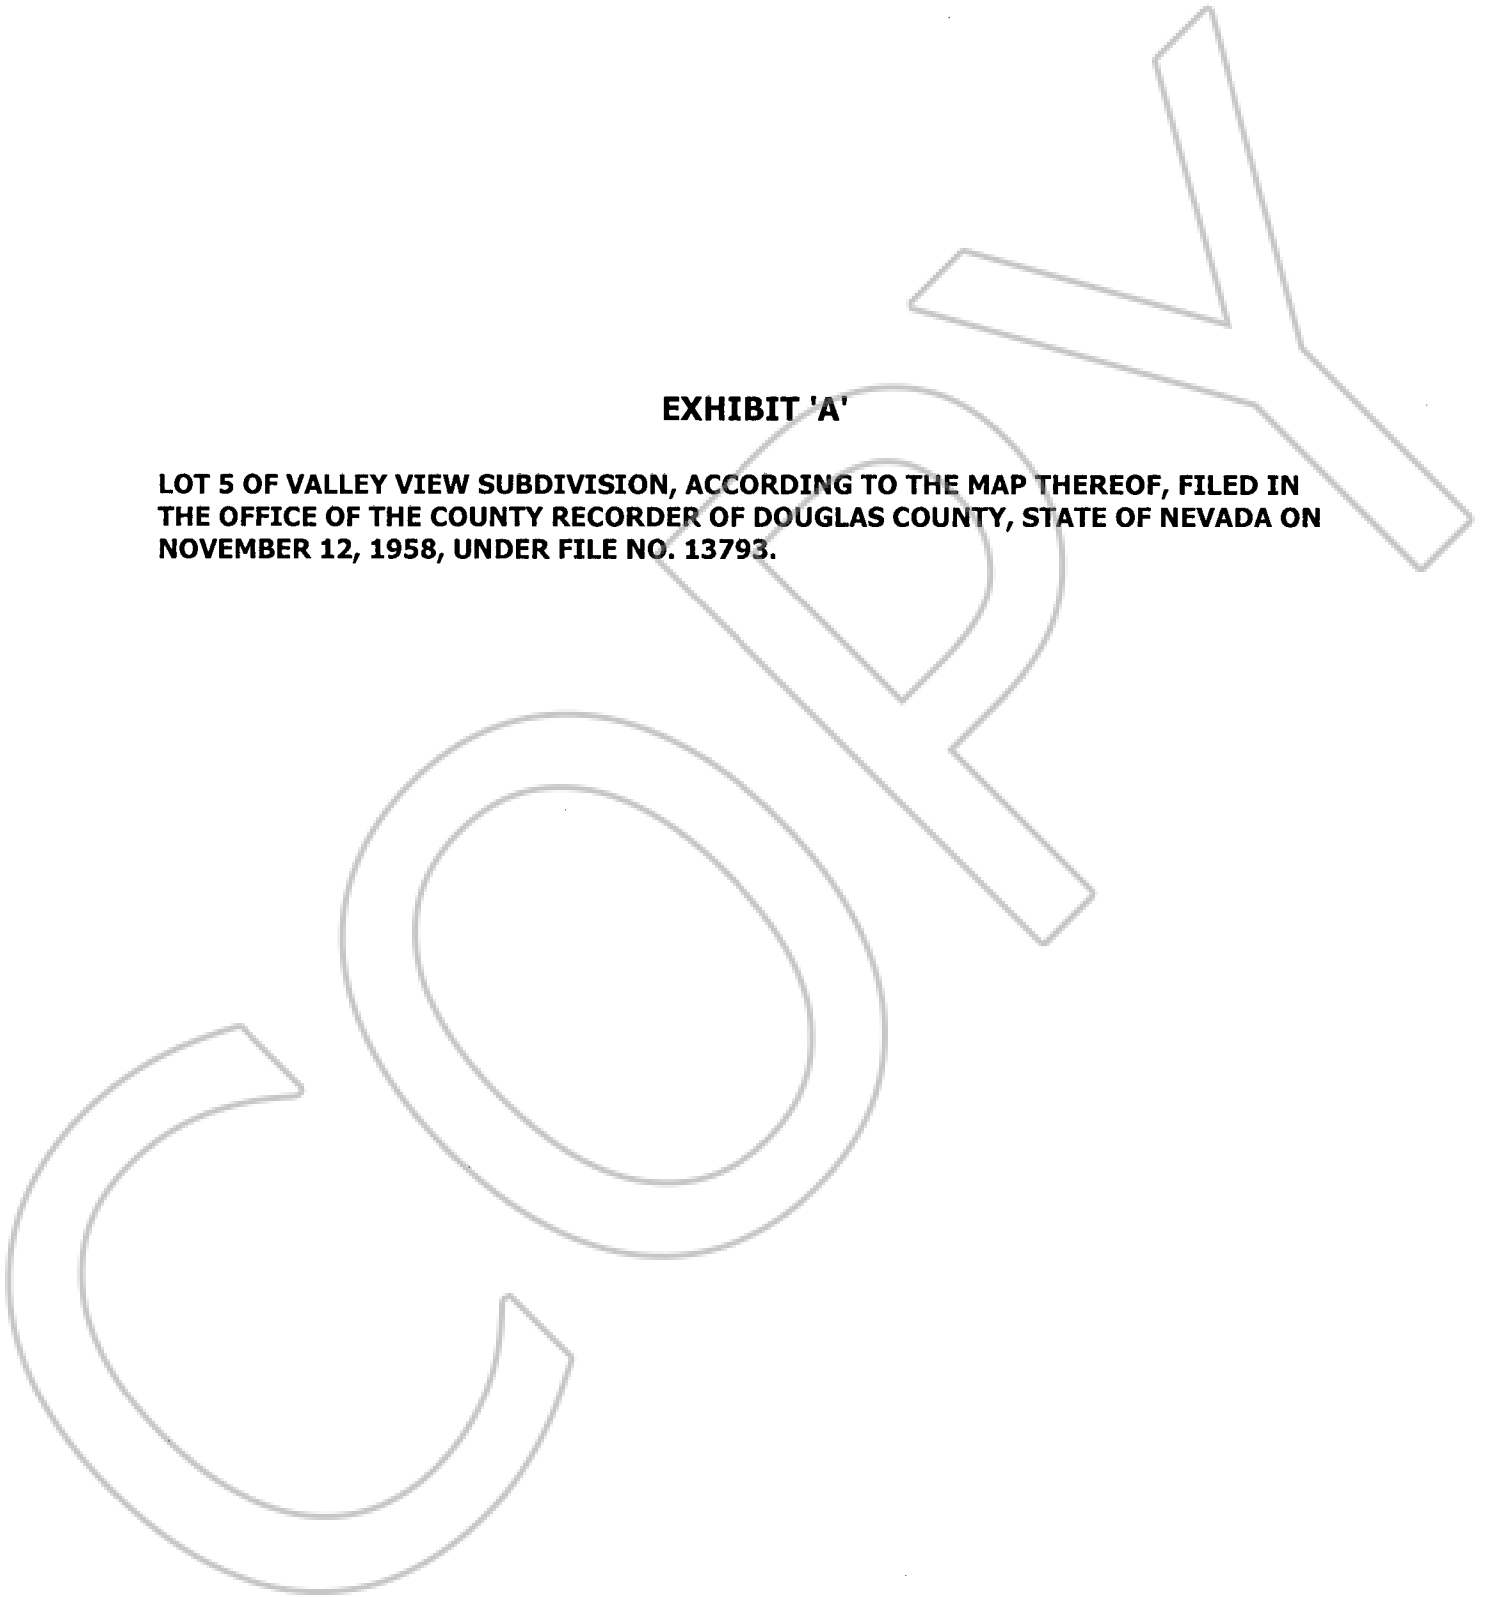 EXHIBIT 'A'
LOT 5 OF VALLEY VIEW SUBDIVISION, ACCORDING TO THE MAP THEREOF, FILED IN
THE OFFICE OF THE COUNTY RECORDER OF DOUGLAS COUNTY, STATE OF NEVADA ON
NOVEMBER 12, 1958, UNDER FILE NO. 13793.
COPY